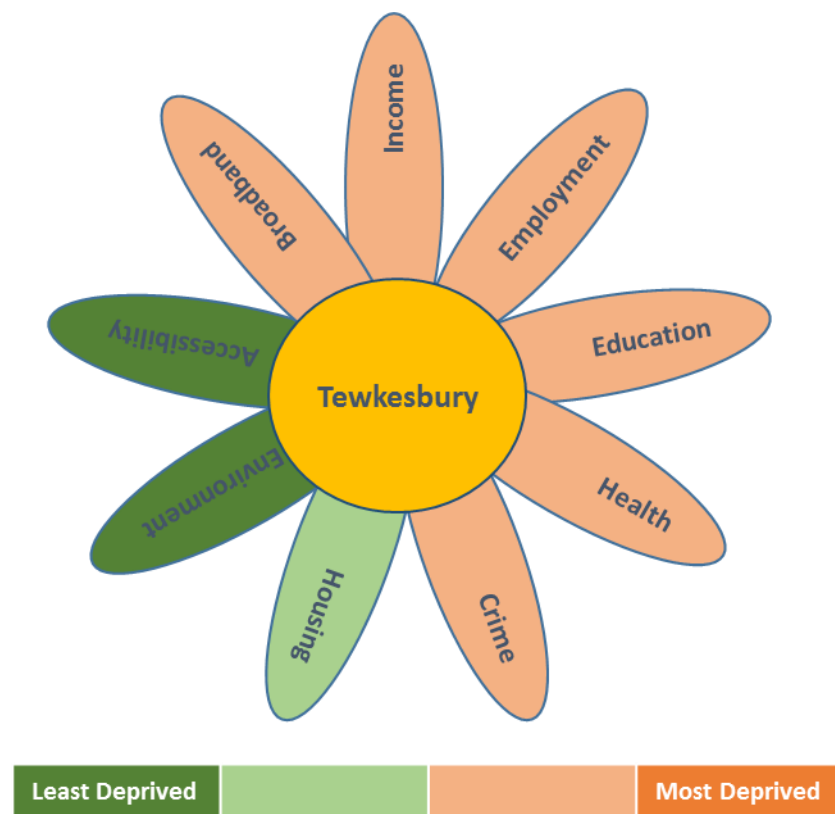 Income
Employment
Education
Health
Crime
Housing
Environment
Accessibility
Broadband
Tewkesbury
Least Deprived
Most Deprived